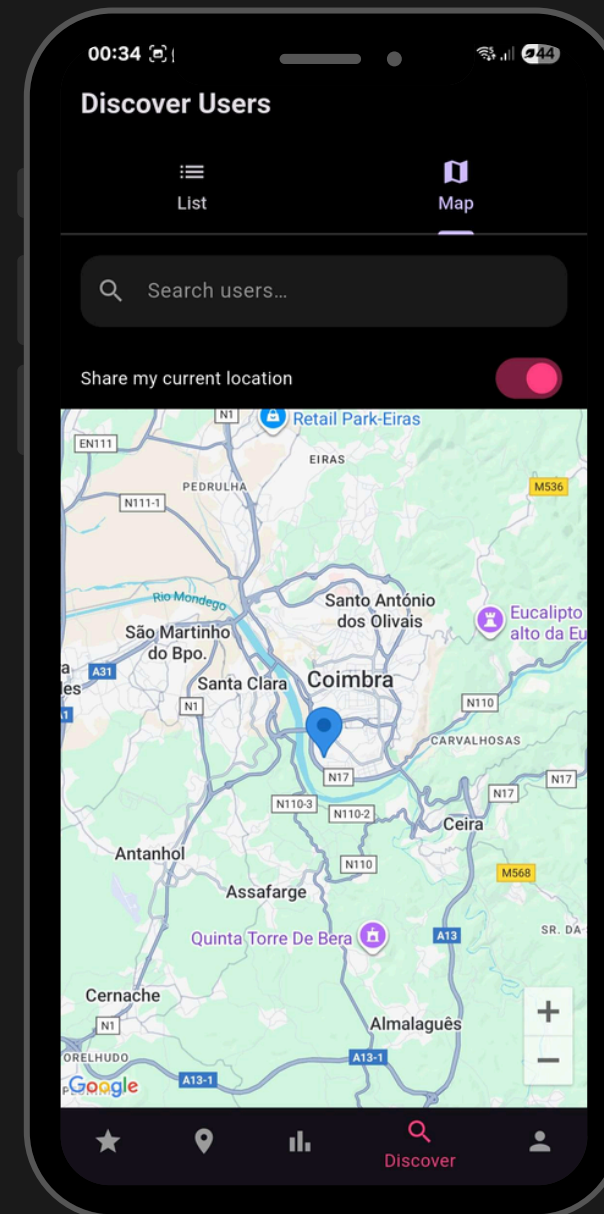 00:34
44
Discover Users
List
Map
Search users...
Share my current location
N1
Retail Park-Eiras
EN111
EIRAS
PEDRULHA
M536
N111-1
Rio Mondego
Santo António
dos Olivais
Eucalipto
alto da Eu
São Martinho
do Bpo.
A31
Santa Clara
Coimbra
N1
N110
CARVALHOSAS
N17
N17
N17
N110-3
N110-2
Ceira
Antanhol
N110
M568
Assafarge
Quinta Torre De Bera
A13
SR. DA
Cernache
N1
Almalaguês
ORELHUDO
A13-1
A13-1
Google
Discover